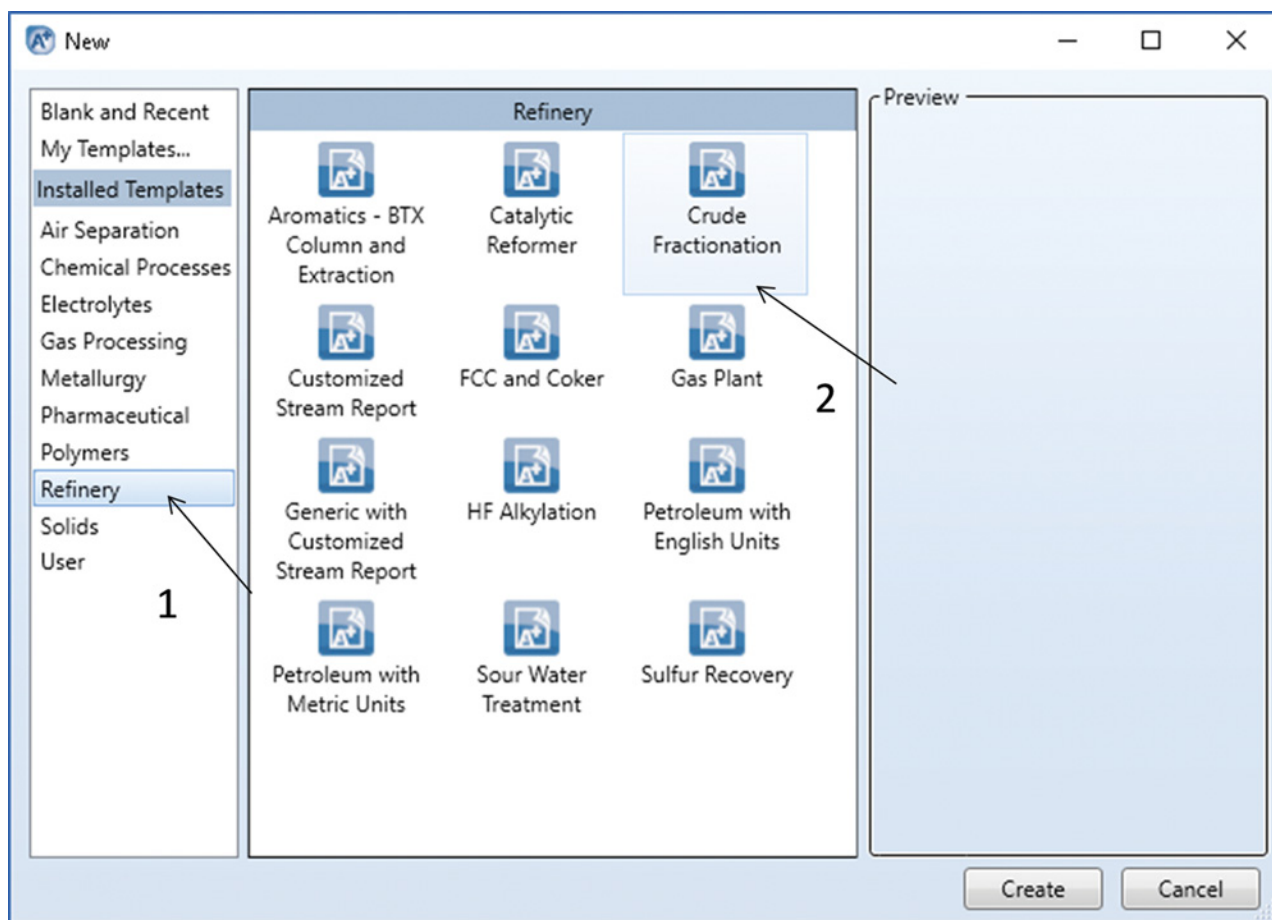 New
Blank and Recent
My Templates...
Installed Templates
Air Separation
Chemical Processes
Electrolytes
Gas Processing
Metallurgy
Pharmaceutical
Polymers
Refinery
Solids
User
1
Refinery
Aromatics - BTX
Column and
Extraction
Catalytic
Reformer
Crude
Fractionation
Customized
Stream Report
FCC and Coker
Gas Plant
2
Generic with
Customized
Stream Report
HF Alkylation
Petroleum with
English Units
Petroleum with
Metric Units
Sour Water
Treatment
Sulfur Recovery
Preview
Create
Cancel